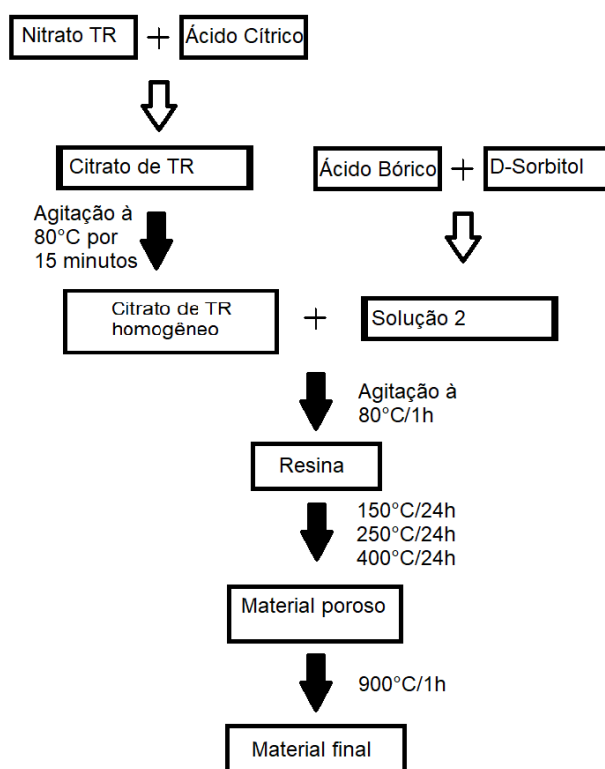 Nitrato TR + Ácido Cítrico
Citrato de TR
Ácido Bórico + D-Sorbitol
Agitação à
80°C por
15 minutos
Citrato de TR
homogêneo
+
Solução 2
Agitação à
80°C/1h
Resina
150°C/24h
250°C/24h
400°C/24h
Material poroso
900°C/1h
Material final